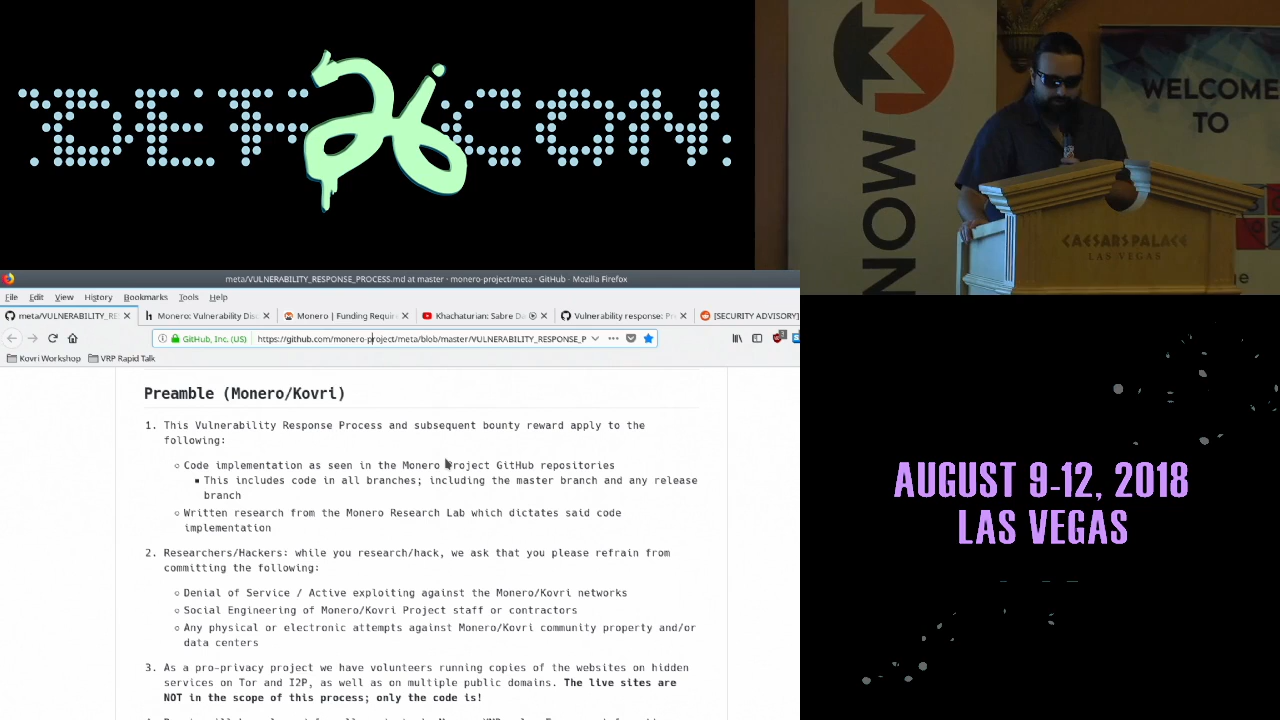 DEF 26 CON
MONE
WELCOME
TO
CAESARS PALACE
LAS VEGAS
meta/VULNERABILITY_RESPONSE_PROCESS.md at master · monero-project/meta · GitHub - Mozilla Firefox
File Edit View History Bookmarks Tools Help
meta/VULNERABILITY_RES Monero: Vulnerability Dis Monero | Funding Requir Khachaturian: Sabre Da Vulnerability response: Pr [SECURITY ADVISORY]
GitHub, Inc. (US) https://github.com/monero-project/meta/blob/master/VULNERABILITY_RESPONSE_P
Kovri Workshop VRP Rapid Talk
Preamble (Monero/Kovri)
1. This Vulnerability Response Process and subsequent bounty reward apply to the
following:
Code implementation as seen in the Monero Project GitHub repositories
This includes code in all branches; including the master branch and any release
branch
Written research from the Monero Research Lab which dictates said code
implementation
2. Researchers/Hackers: while you research/hack, we ask that you please refrain from
committing the following:
Denial of Service / Active exploiting against the Monero/Kovri networks
Social Engineering of Monero/Kovri Project staff or contractors
Any physical or electronic attempts against Monero/Kovri community property and/or
data centers
3. As a pro-privacy project we have volunteers running copies of the websites on hidden
services on Tor and I2P, as well as on multiple public domains. The live sites are
NOT in the scope of this process; only the code is!
AUGUST 9-12, 2018
LAS VEGAS